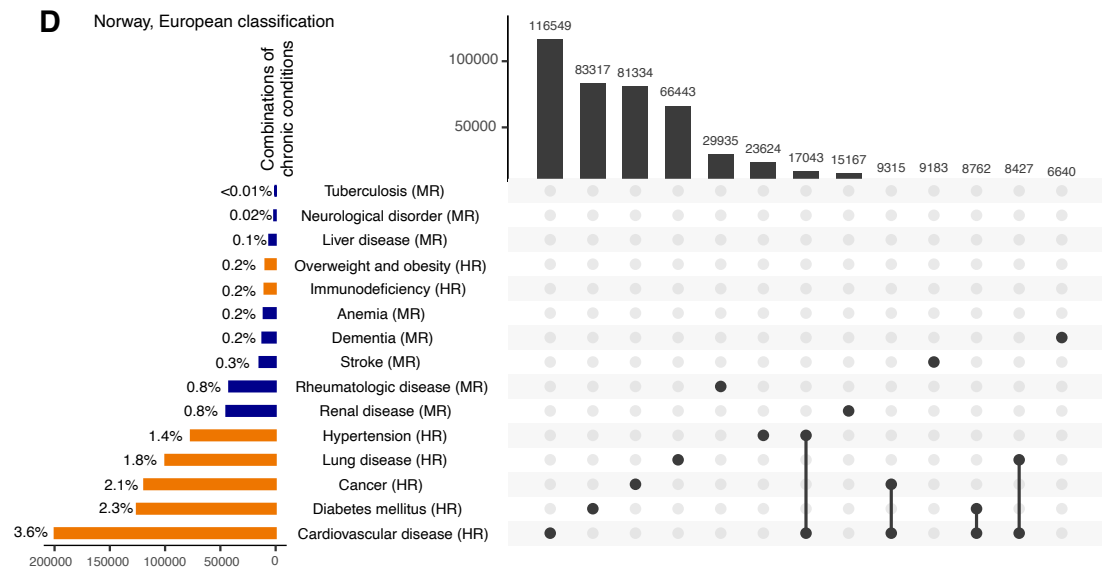 D
Norway, European classification
Combinations of
chronic conditions
116549
83317
81334
66443
29935
23624
17043
15167
9315
9183
8762
8427
6640
100000
50000
<0.01% Tuberculosis (MR)
0.02% Neurological disorder (MR)
0.1% Liver disease (MR)
0.2% Overweight and obesity (HR)
0.2% Immunodeficiency (HR)
0.2% Anemia (MR)
0.2% Dementia (MR)
0.3% Stroke (MR)
0.8% Rheumatologic disease (MR)
0.8% Renal disease (MR)
1.4% Hypertension (HR)
1.8% Lung disease (HR)
2.1% Cancer (HR)
2.3% Diabetes mellitus (HR)
3.6% Cardiovascular disease (HR)
200000 150000 100000 50000 0